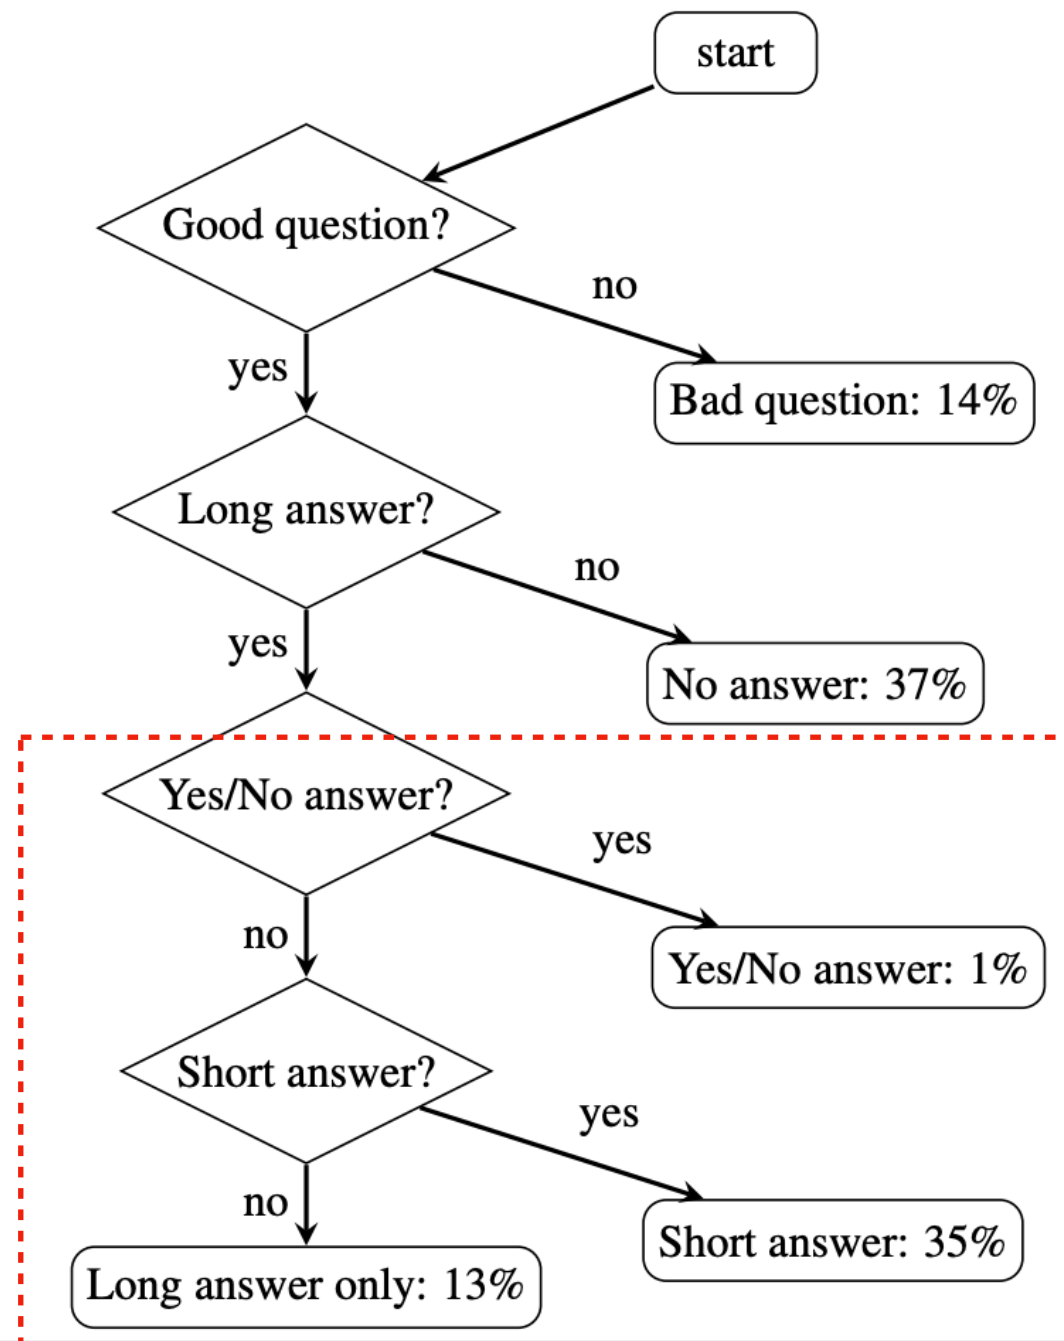 start
Good question?
no
yes
Bad question: 14%
Long answer?
no
yes
No answer: 37%
Yes/No answer?
yes
no
Yes/No answer: 1%
Short answer?
yes
no
Short answer: 35%
Long answer only: 13%